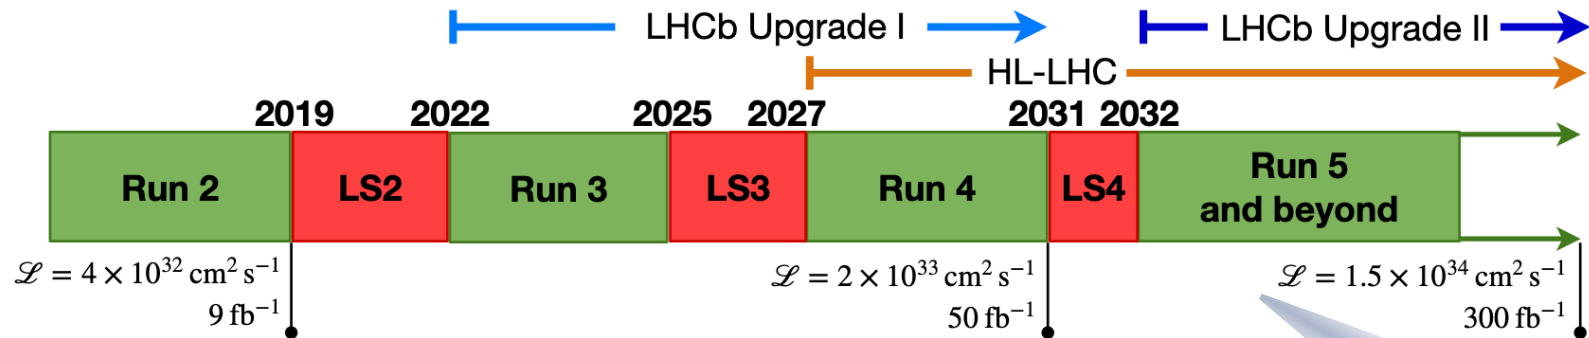 LHCb Upgrade I
LHCb Upgrade II
HL-LHC
2019
2022
2025
2027
2031
2032
Run 2
LS2
Run 3
LS3
Run 4
LS4
Run 5
and beyond
ℒ = 4 × 10³² cm² s⁻¹
9 fb⁻¹
ℒ = 2 × 10³³ cm² s⁻¹
50 fb⁻¹
ℒ = 1.5 × 10³⁴ cm² s⁻¹
300 fb⁻¹